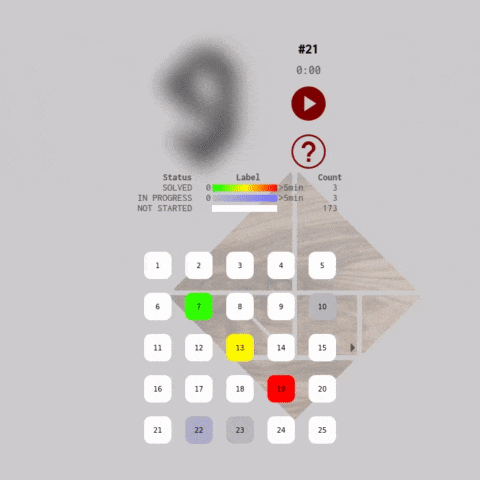 9
#21
0:00
?
Status Label Count
SOLVED 0 >5min 3
IN PROGRESS 0 >5min 3
NOT STARTED 173
1 2 3 4 5
6 7 8 9 10
11 12 13 14 15
16 17 18 19 20
21 22 23 24 25